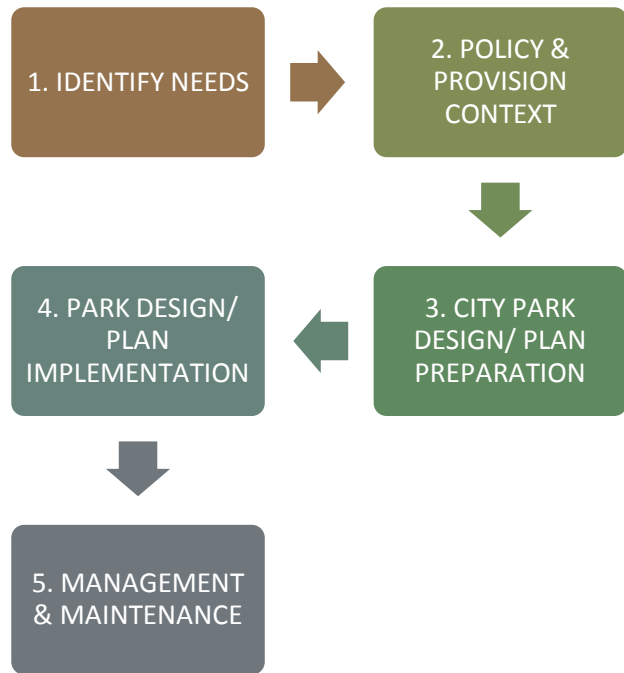 1. IDENTIFY NEEDS
2. POLICY &
PROVISION
CONTEXT
3. CITY PARK
DESIGN/ PLAN
PREPARATION
4. PARK DESIGN/
PLAN
IMPLEMENTATION
5. MANAGEMENT
& MAINTENANCE